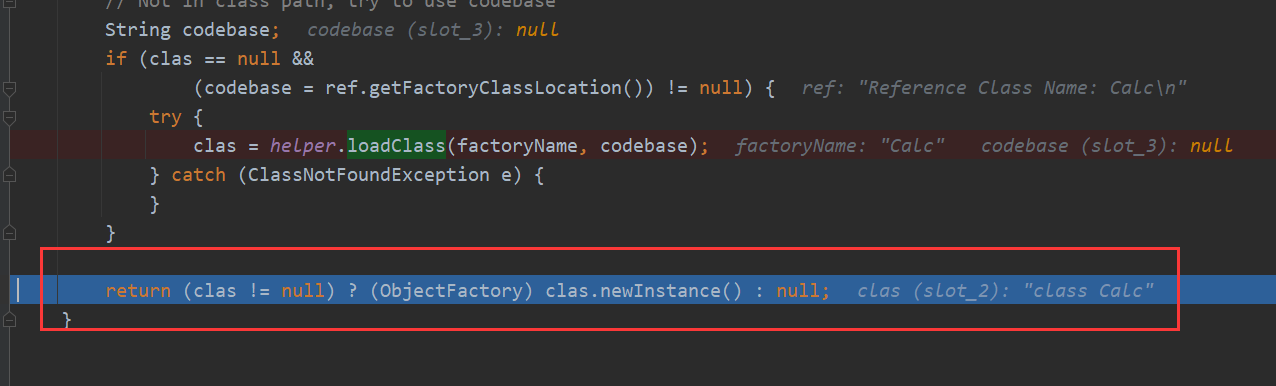 // Not in class path, try to use codebase
String codebase; codebase (slot_3): null
if (clas == null &&
(codebase = ref.getFactoryClassLocation()) != null) { ref: "Reference Class Name: Calc\n"
try {
clas = helper.loadClass(factoryName, codebase); factoryName: "Calc" codebase (slot_3): null
} catch (ClassNotFoundException e) {
}
}
return (clas != null) ? (ObjectFactory) clas.newInstance() : null; clas (slot_2): "class Calc"
}